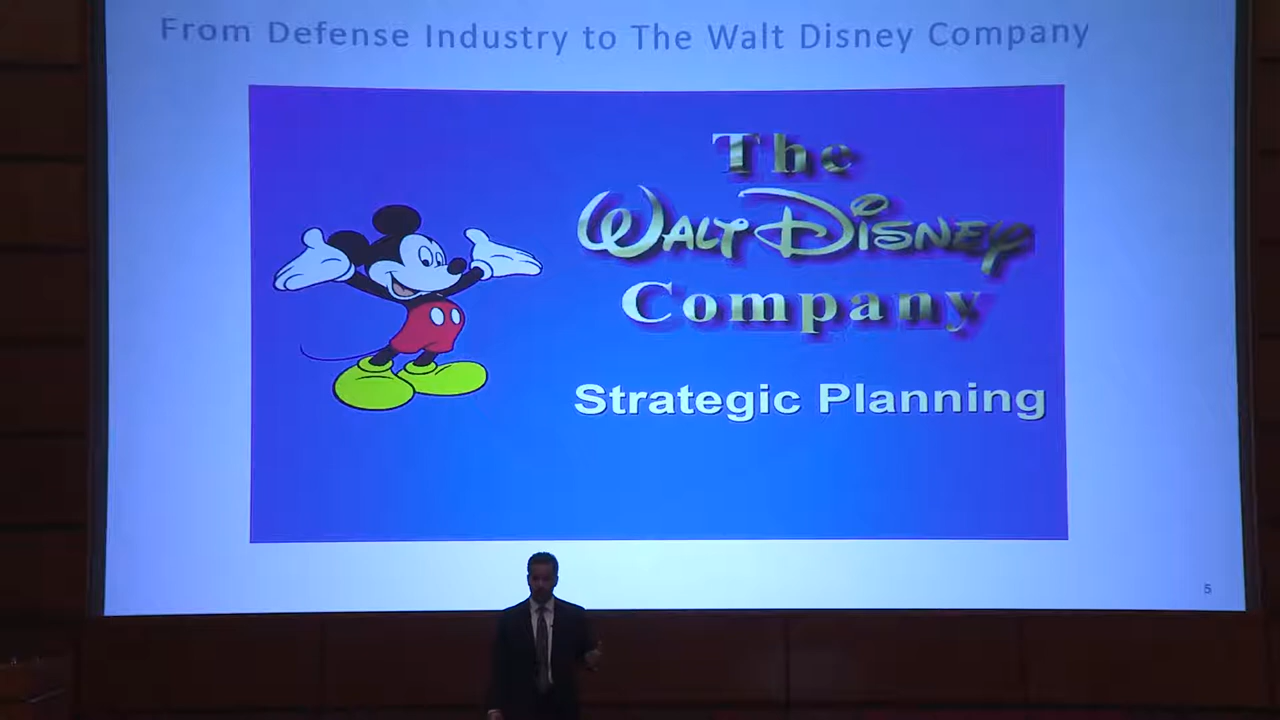 From Defense Industry to The Walt Disney Company
The
WALT DISNEY
Company
Strategic Planning
5